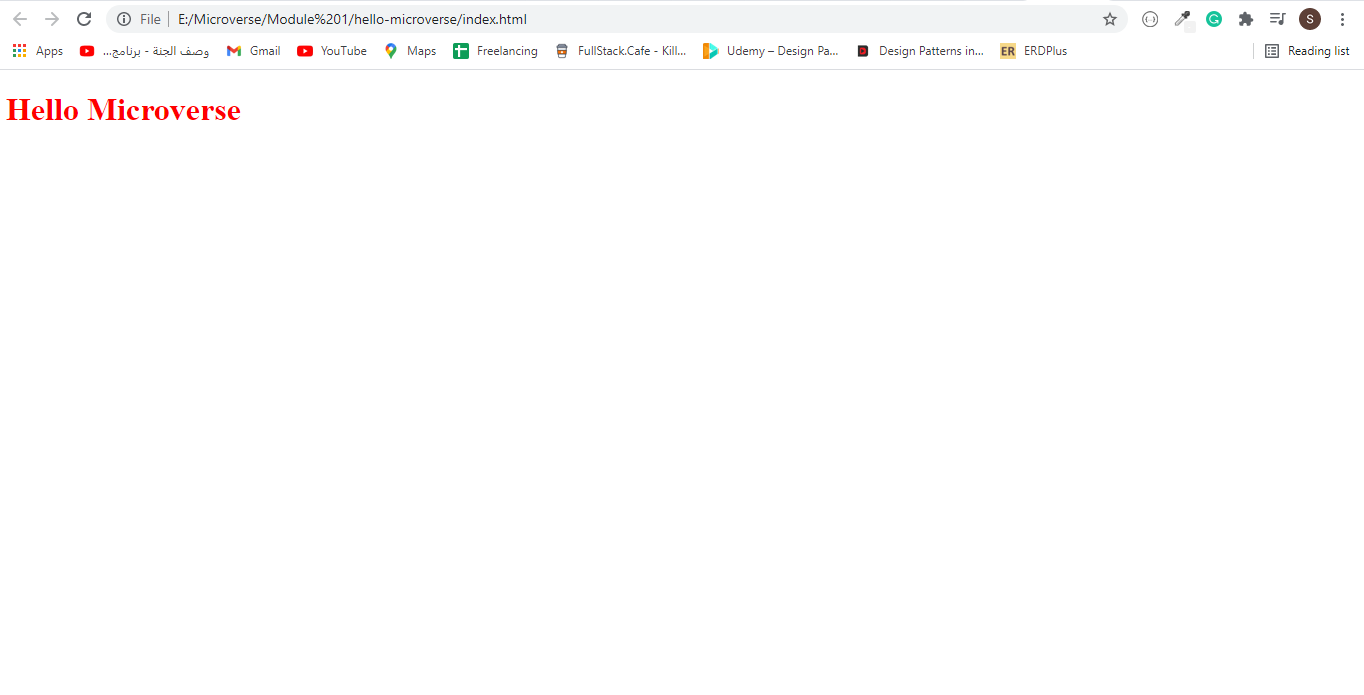 File E:/Microverse/Module%201/hello-microverse/index.html S
Apps وصف الجنة - برنامج... Gmail YouTube Maps Freelancing FullStack.Cafe - Kill... Udemy – Design Pa... Design Patterns in... ER ERDPlus Reading list
Hello Microverse